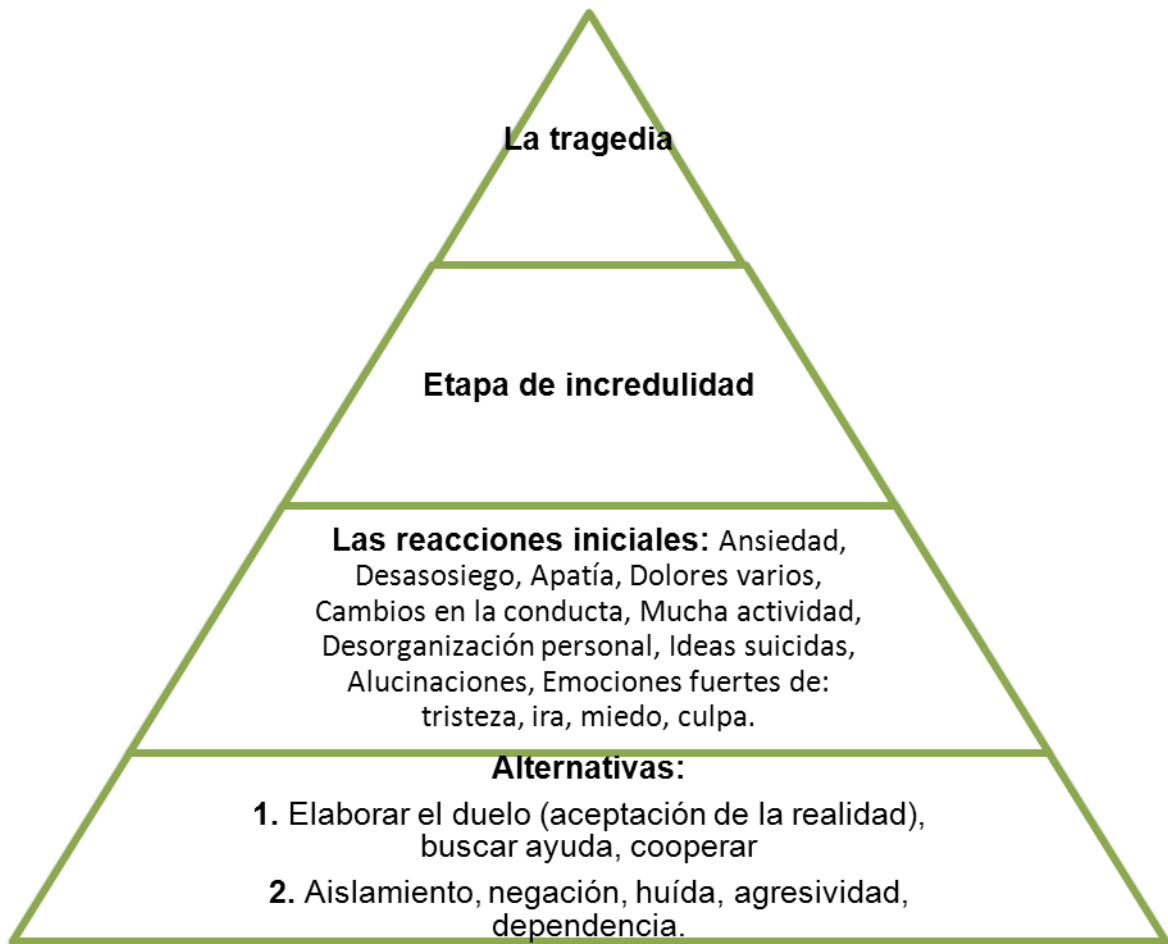 La tragedia
Etapa de incredulidad
Las reacciones iniciales: Ansiedad,
Desasosiego, Apatía, Dolores varios,
Cambios en la conducta, Mucha actividad,
Desorganización personal, Ideas suicidas,
Alucinaciones, Emociones fuertes de:
tristeza, ira, miedo, culpa.
Alternativas:
1. Elaborar el duelo (aceptación de la realidad),
buscar ayuda, cooperar
2. Aislamiento, negación, huída, agresividad,
dependencia.